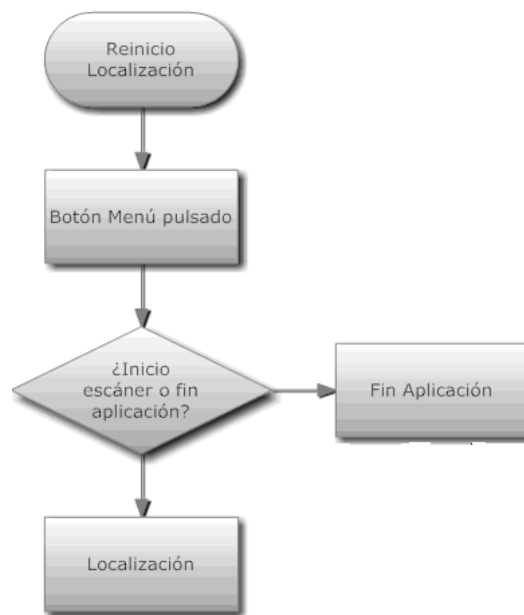 Reinicio
Localización
Botón Menú pulsado
¿Inicio
escáner o fin
aplicación?
Fin Aplicación
Localización